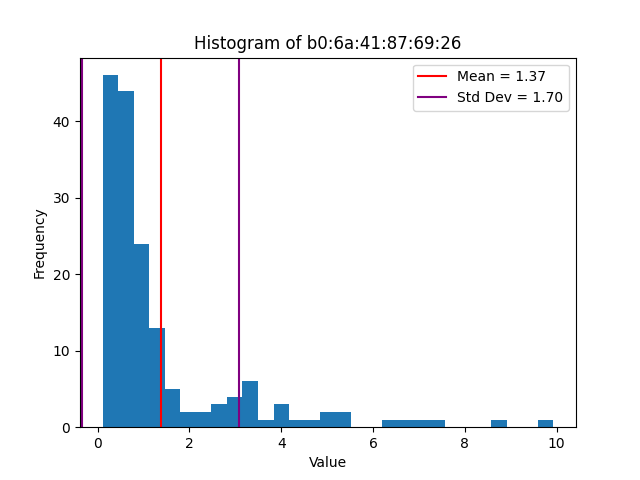 Histogram of b0:6a:41:87:69:26
Mean = 1.37
Std Dev = 1.70
Frequency
40
30
20
10
0
0 2 4 6 8 10
Value